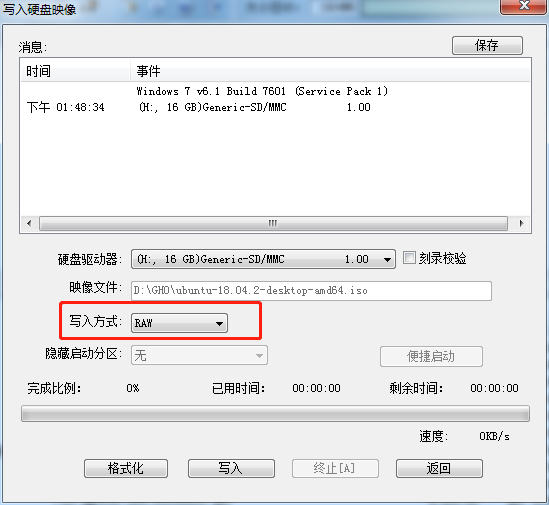 写入硬盘映像
消息:
保存
时间 事件
Windows 7 v6.1 Build 7601 (Service Pack 1)
下午 01:48:34 (H:, 16 GB)Generic-SD/MMC 1.00
硬盘驱动器: (H:, 16 GB)Generic-SD/MMC 1.00 刻录校验
映像文件: D:\GHO\ubuntu-18.04.2-desktop-amd64.iso
写入方式: RAW
隐藏启动分区: 无 便捷启动
完成比例: 0% 已用时间: 00:00:00 剩余时间: 00:00:00
速度: 0KB/s
格式化 写入 终止[A] 返回